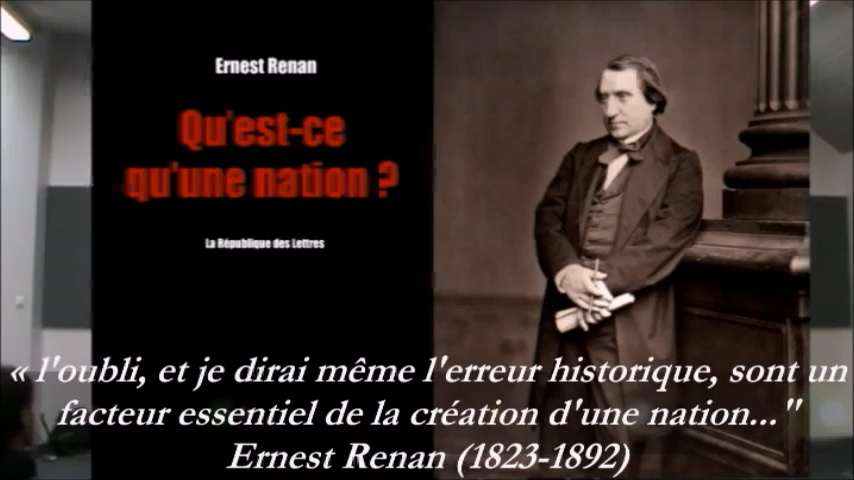 Ernest Renan
Qu'est-ce
qu'une nation ?
La République des Lettres
« l'oubli, et je dirai même l'erreur historique, sont un
facteur essentiel de la création d'une nation..."
Ernest Renan (1823-1892)